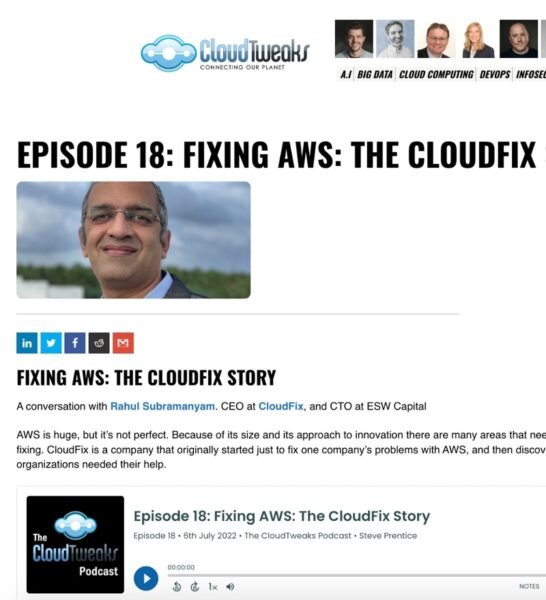 CloudTweaks
CONNECTING OUR PLANET
A.I BIG DATA CLOUD COMPUTING DEVOPS INFOSEC
EPISODE 18: FIXING AWS: THE CLOUDFIX
in
f
M
FIXING AWS: THE CLOUDFIX STORY
A conversation with Rahul Subramanyam. CEO at CloudFix, and CTO at ESW Capital
AWS is huge, but it's not perfect. Because of its size and its approach to innovation there are many areas that nee
fixing. CloudFix is a company that originally started just to fix one company's problems with AWS, and then discov
organizations needed their help.
The
CloudTweaks
Podcast
Episode 18: Fixing AWS: The CloudFix Story
Episode 18 • 6th July 2022 • The CloudTweaks Podcast • Steve Prentice
00:00:00
1x
NOTES